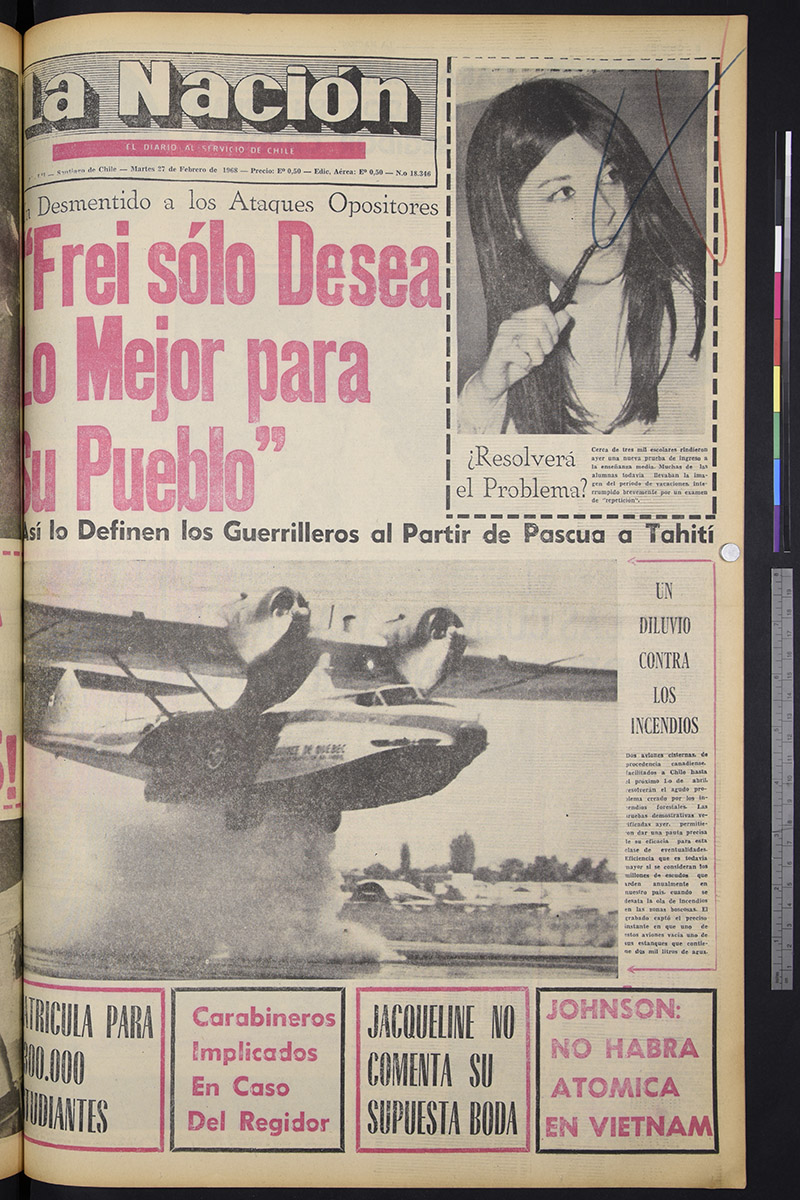 La Nación
EL DIARIO AL SERVICIO DE CHILE
Santiago de Chile — Martes 27 de Febrero de 1968 — Precio: Eº 0,50 — Edic. Aérea: Eº 0,50 — N.o 18.346
Desmentido a los Ataques Opositores
"Frei sólo Desea
Lo Mejor para
Su Pueblo"
¿Resolverá
el Problema?
Cerca de tres mil escolares rindieron
ayer una nueva prueba de ingreso a
la enseñanza media. Muchas de las
alumnas todavía llevaban la ima-
gen del período de vacaciones, inte-
rrumpido brevemente por un examen
de "repetición".
Así lo Definen los Guerrilleros al Partir de Pascua a Tahití
UN
DILUVIO
CONTRA
LOS
INCENDIOS
Dos aviones cisternas, de
procedencia canadiense,
facilitados a Chile hasta
el próximo 1.o de abril,
resolverán el agudo pro-
blema creado por los in-
cendios forestales. Las
pruebas demostrativas ve-
rificadas ayer, permitie-
on dar una pauta precisa
de su eficacia para esta
clase de eventualidades.
Eficiencia que es todavía
mayor si se consideran los
millones de escudos que
arden anualmente en
nuestro país cuando se
desata la ola de incendios
en las zonas boscosas. El
grabado captó el preciso
instante en que uno de
estos aviones vacía uno de
sus estanques que contie-
ne dos mil litros de agua.
DE QUEBEC
S!
ATRICULA PARA
300.000
TUDIANTES
Carabineros
Implicados
En Caso
Del Regidor
JACQUELINE NO
COMENTA SU
SUPUESTA BODA
JOHNSON:
NO HABRA
ATOMICA
EN VIETNAM